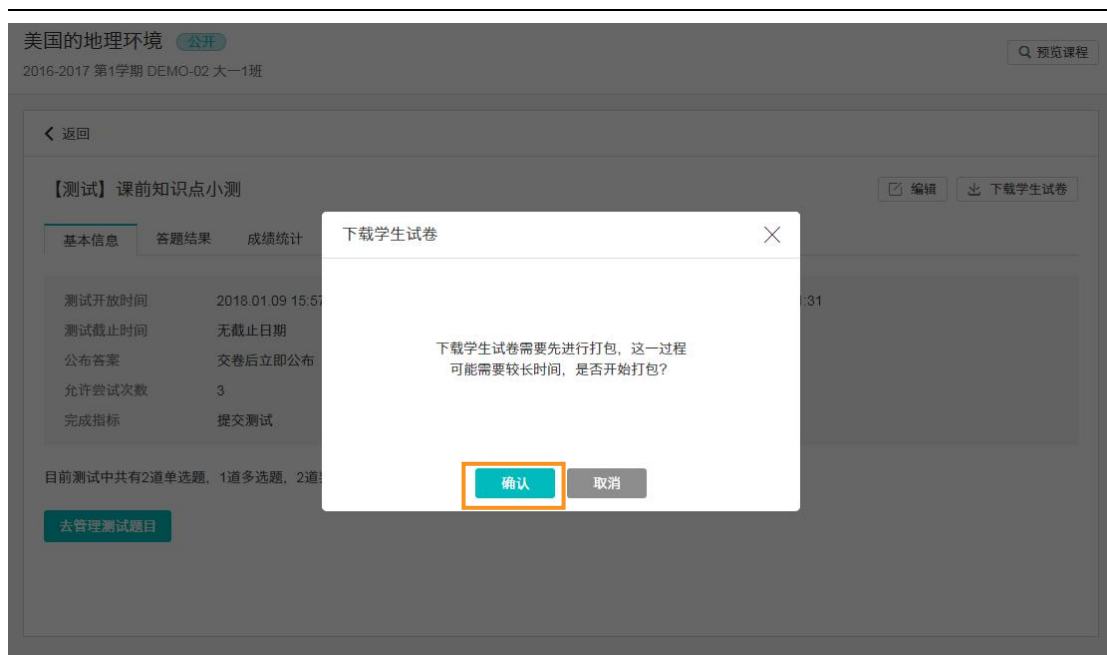 美国的地理环境 公开
预览课程
2016-2017 第1学期 DEMO-02 大一1班
返回
【测试】课前知识点小测
编辑 下载学生试卷
基本信息 答题结果 成绩统计
下载学生试卷
测试开放时间 2018.01.09 15:57 :31
测试截止时间 无截止日期
公布答案 交卷后立即公布
允许尝试次数 3
完成指标 提交测试
下载学生试卷需要先进行打包，这一过程
可能需要较长时间，是否开始打包？
目前测试中共有2道单选题，1道多选题，2道
确认 取消
去管理测试题目